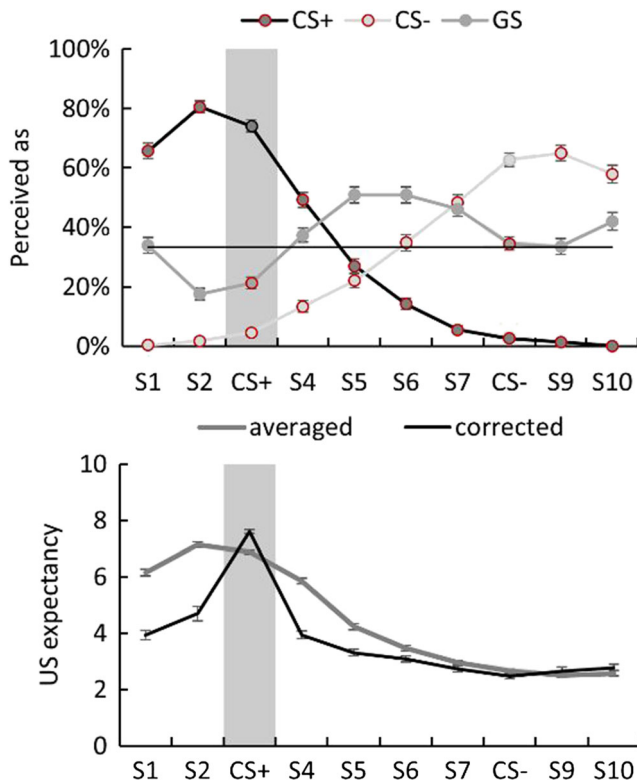 CS+ CS- GS
100%
80%
60%
40%
20%
0%
Perceived as
S1 S2 CS+ S4 S5 S6 S7 CS- S9 S10
averaged corrected
10
8
6
4
2
0
US expectancy
S1 S2 CS+ S4 S5 S6 S7 CS- S9 S10